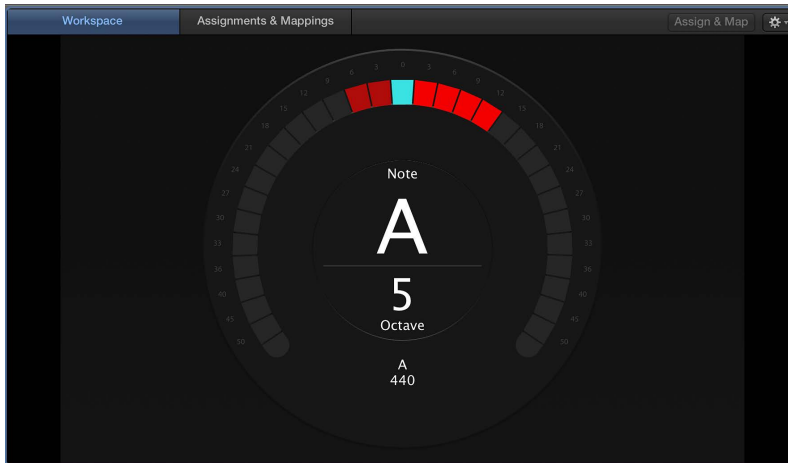 Workspace Assignments & Mappings Assign & Map
6 3 0 3 6
9 9
12 12
15 15
18 18
21 21
24 24
27 27
30 30
33 33
36 36
40 40
45 45
50 50
Note
A
5
Octave
A
440